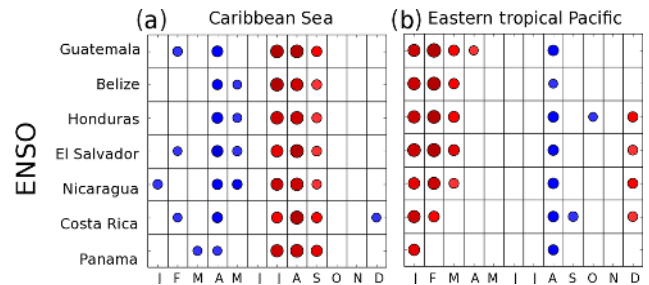 (a) Caribbean Sea
(b) Eastern tropical Pacific
ENSO
Guatemala
Belize
Honduras
El Salvador
Nicaragua
Costa Rica
Panama
J F M A M J J A S O N D
J F M A M J J A S O N D